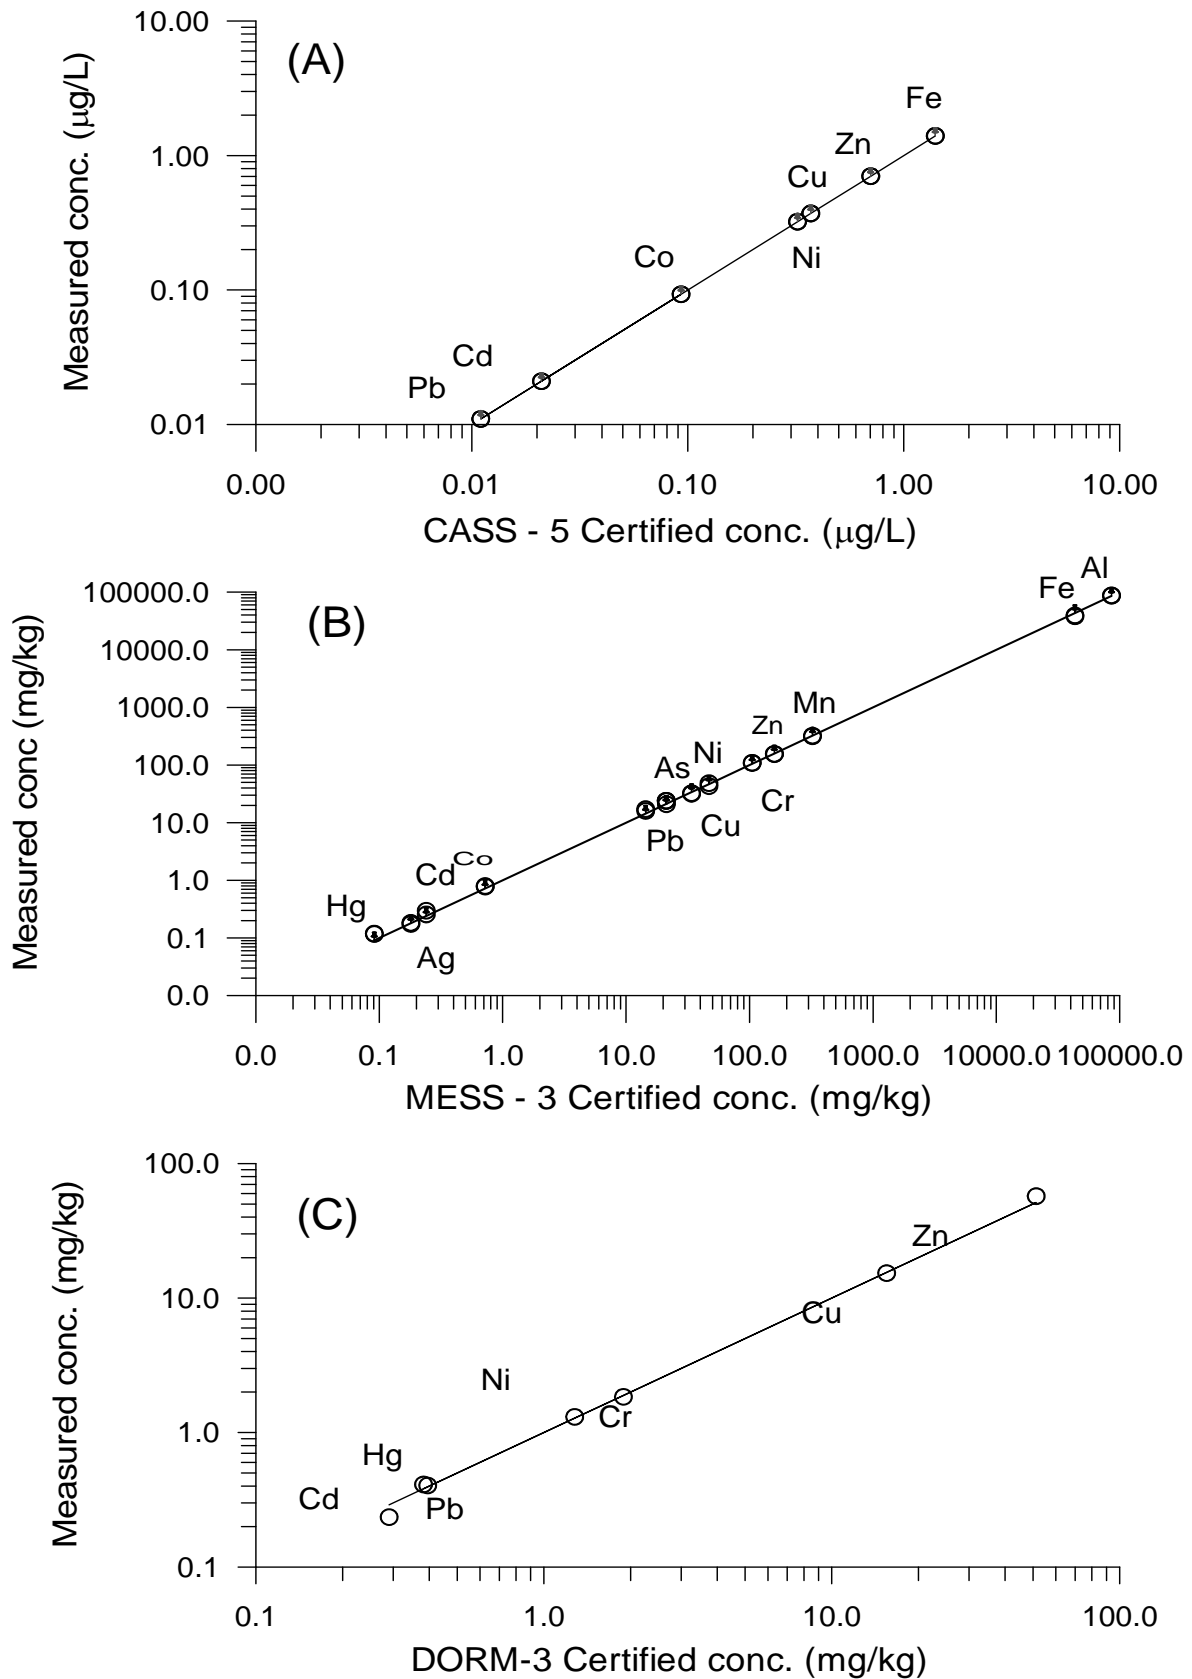 10.00
(A)
Fe
Zn
1.00
Cu
Co
Ni
0.10
Cd
Pb
0.01
Measured conc. (μg/L)
0.00 0.01 0.10 1.00 10.00
CASS - 5 Certified conc. (μg/L)
Al
100000.0
Fe
(B)
10000.0
1000.0
Mn
Zn
Ni
As
100.0
Cr
10.0
Cu
Pb
Co
Cd
1.0
Hg
0.1
Ag
0.0
Measured conc (mg/kg)
0.0 0.1 1.0 10.0 100.0 1000.0 10000.0 100000.0
MESS - 3 Certified conc. (mg/kg)
100.0
(C)
Zn
10.0
Cu
Ni
Cr
1.0
Hg
Cd
Pb
0.1
Measured conc. (mg/kg)
0.1 1.0 10.0 100.0
DORM-3 Certified conc. (mg/kg)